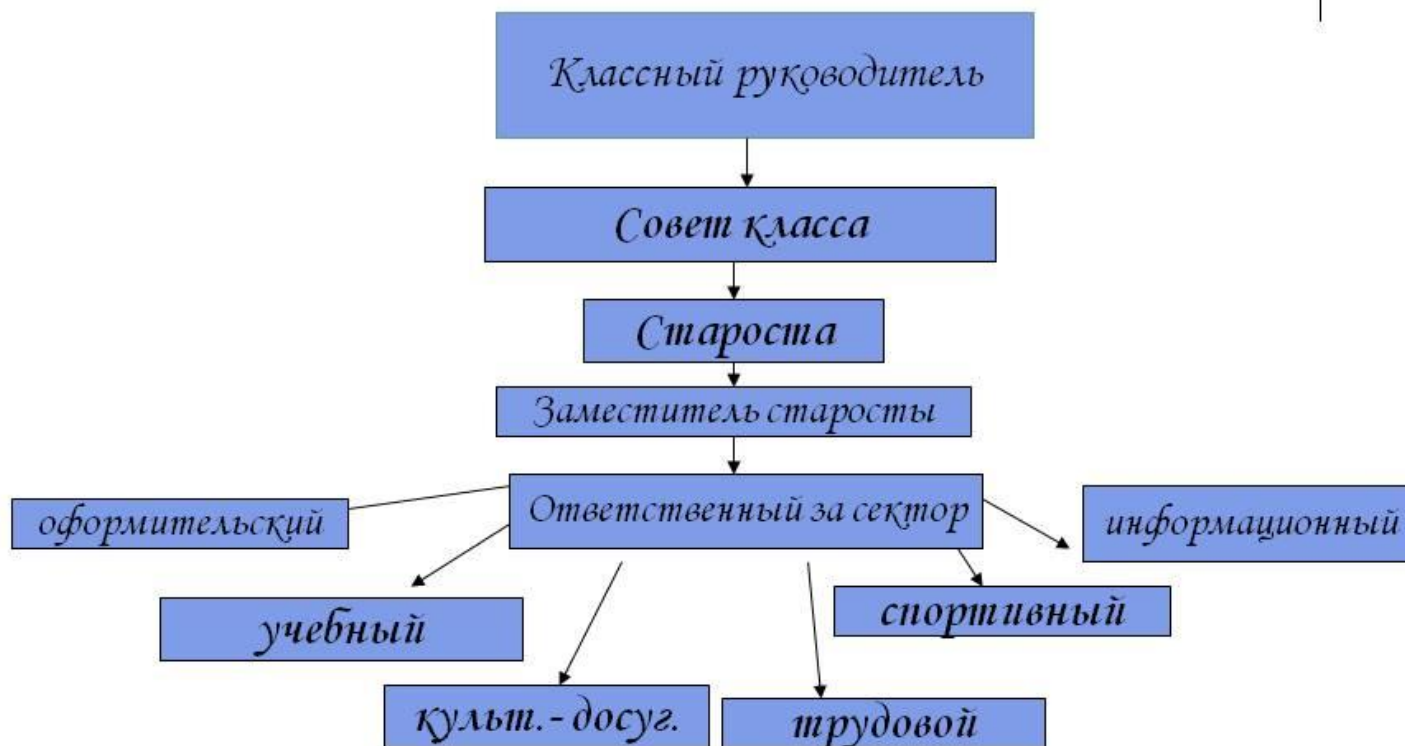 Классный руководитель
Совет класса
Староста
Заместитель старосты
Ответственный за сектор
оформительский
информационный
учебный
спортивный
культ.- досуг.
трудовой